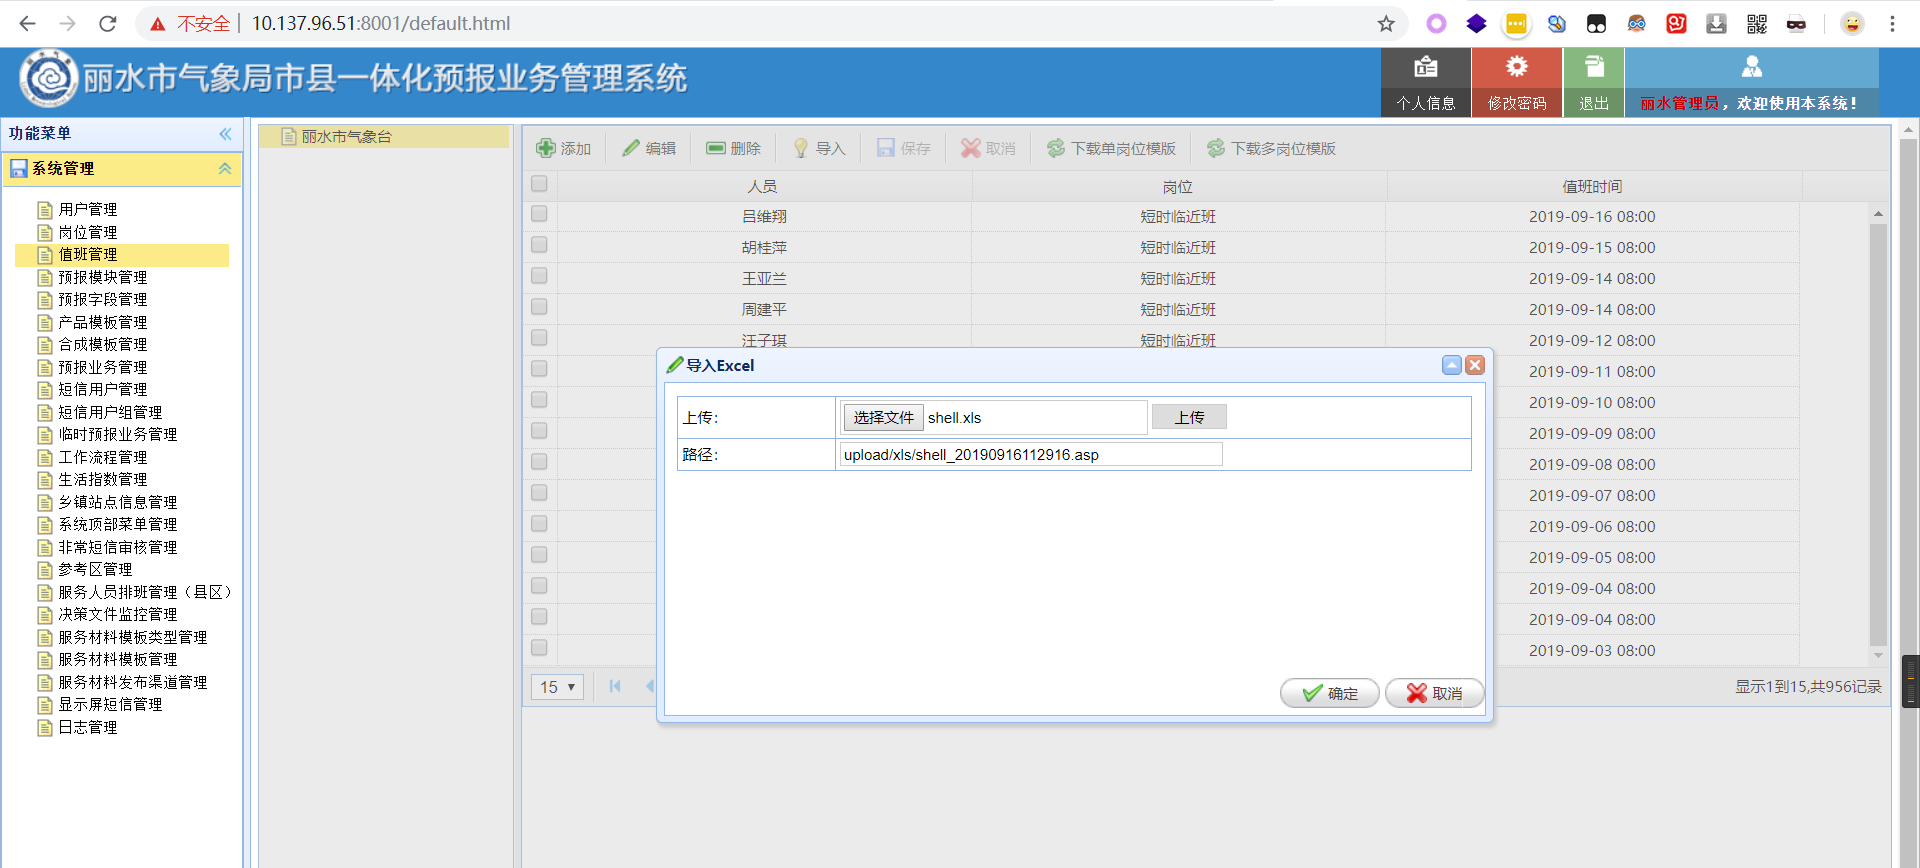 不安全 10.137.96.51:8001/default.html
丽水市气象局市县一体化预报业务管理系统
个人信息
修改密码
退出
丽水管理员，欢迎使用本系统！
功能菜单
系统管理
用户管理
岗位管理
值班管理
预报模块管理
预报字段管理
产品模板管理
合成模板管理
预报业务管理
短信用户管理
短信用户组管理
临时预报业务管理
工作流程管理
生活指数管理
乡镇站点信息管理
系统顶部菜单管理
非常短信审核管理
参考区管理
服务人员排班管理（县区）
决策文件监控管理
服务材料模板类型管理
服务材料模板管理
服务材料发布渠道管理
显示屏短信管理
日志管理
丽水市气象台
添加 编辑 删除 导入 保存 取消 下载单岗位模版 下载多岗位模版
人员 岗位 值班时间
吕维翔 短时临近班 2019-09-16 08:00
胡桂萍 短时临近班 2019-09-15 08:00
王亚兰 短时临近班 2019-09-14 08:00
周建平 短时临近班 2019-09-14 08:00
汪子琪 短时临近班 2019-09-12 08:00
2019-09-11 08:00
2019-09-10 08:00
2019-09-09 08:00
2019-09-08 08:00
2019-09-07 08:00
2019-09-06 08:00
2019-09-05 08:00
2019-09-04 08:00
2019-09-04 08:00
2019-09-03 08:00
导入Excel
上传： 选择文件 shell.xls 上传
路径： upload/xls/shell_20190916112916.asp
确定 取消
15
显示1到15,共956记录